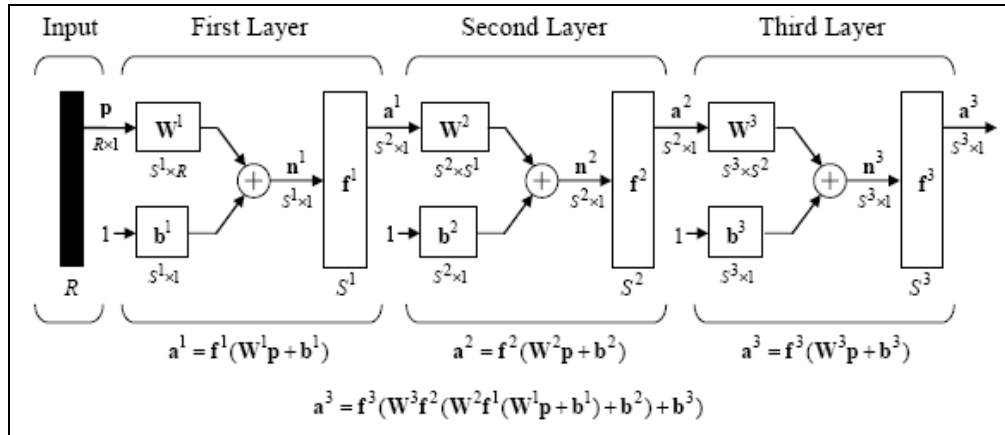 Input First Layer Second Layer Third Layer
p a¹ a² a³
W¹ W² W³
R×1 S²×1 S²×1 S³×1
n¹ n² n³
S¹×R f¹ S²×S¹ f² S³×S² f³
S¹×1 S²×1 S³×1
1 b¹ 1 b² 1 b³
S¹×1 S²×1 S³×1
R S¹ S² S³
a¹ = f¹(W¹p + b¹) a² = f²(W²p + b²) a³ = f³(W³p + b³)
a³ = f³(W³f²(W²f¹(W¹p + b¹) + b²) + b³)